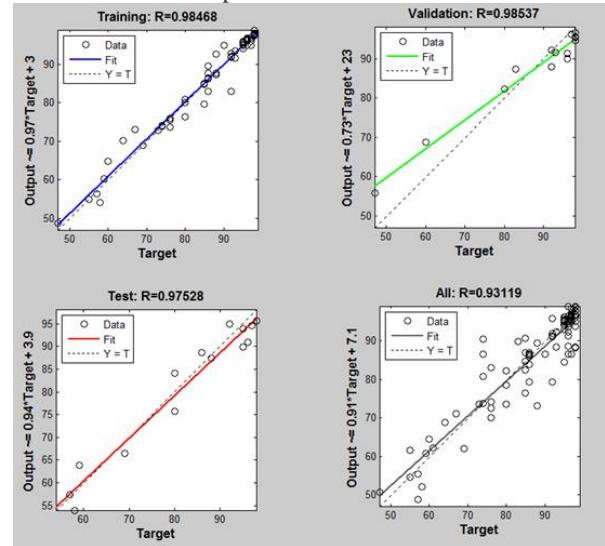 Training: R=0.98468
Output ~= 0.97*Target + 3
Data
Fit
Y = T
90
80
70
60
50
50 60 70 80 90
Target
Validation: R=0.98537
Output ~= 0.73*Target + 23
Data
Fit
Y = T
90
80
70
60
50
50 60 70 80 90
Target
Test: R=0.97528
Output ~= 0.94*Target + 3.9
Data
Fit
Y = T
95
90
85
80
75
70
65
60
55
60 70 80 90
Target
All: R=0.93119
Output ~= 0.91*Target + 7.1
Data
Fit
Y = T
90
80
70
60
50
50 60 70 80 90
Target